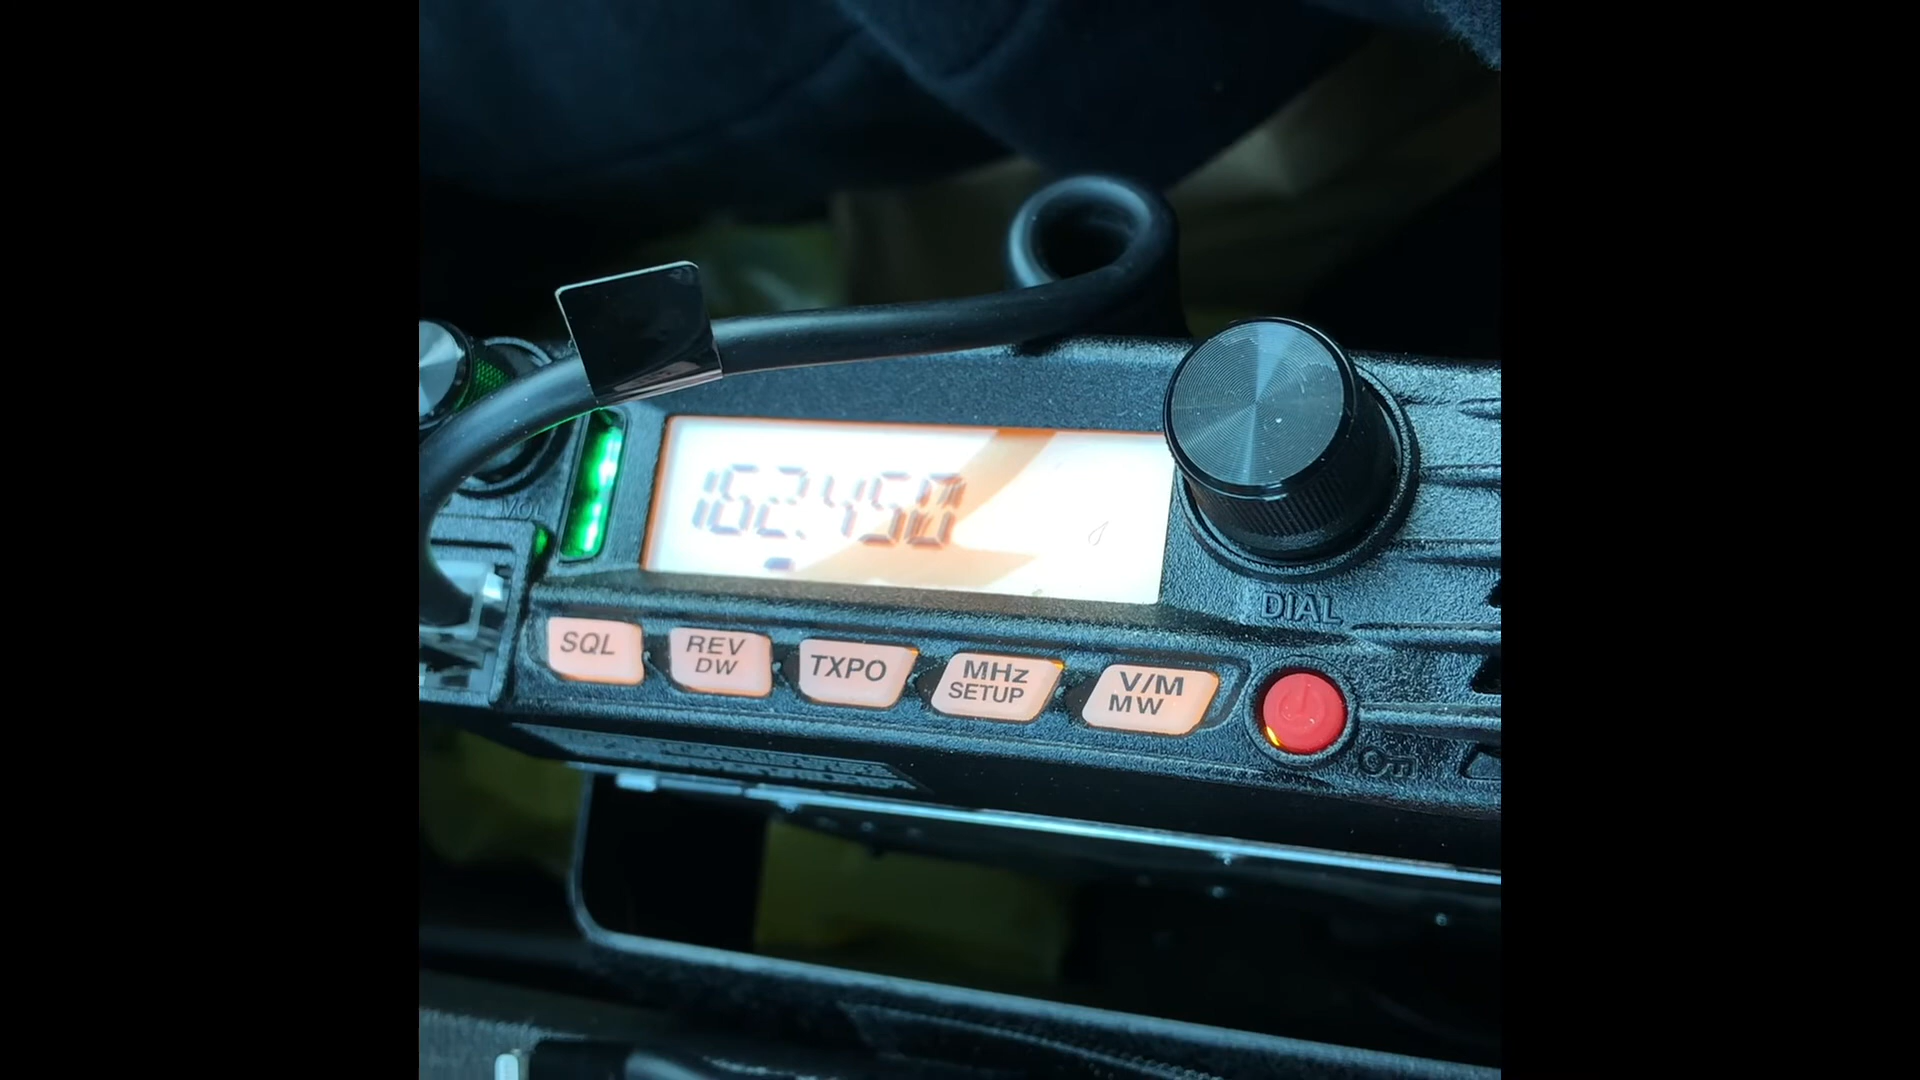 VOL
162.450
DIAL
SQL
REV
DW
TXPO
MHz
SETUP
V/M
MW